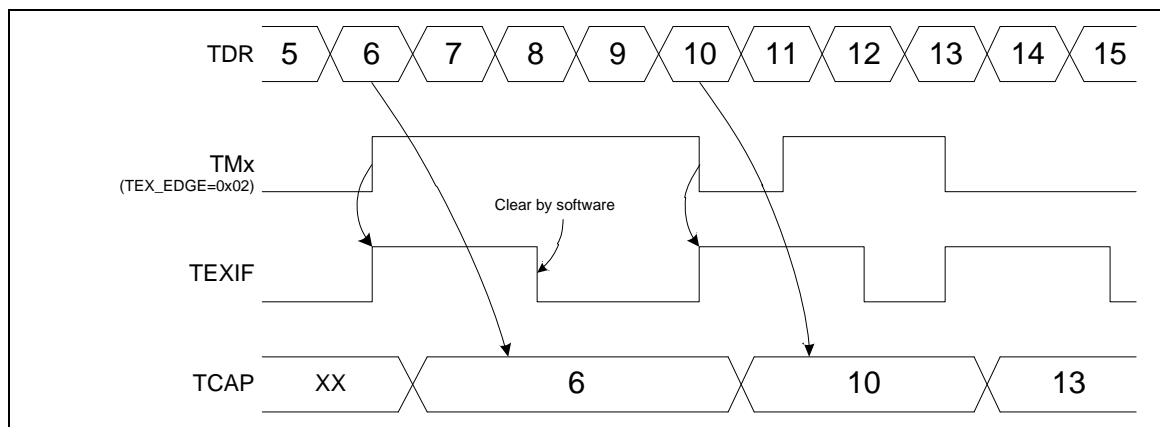 TDR 5 6 7 8 9 10 11 12 13 14 15
TMx
(TEX_EDGE=0x02)
Clear by software
TEXIF
TCAP XX 6 10 13